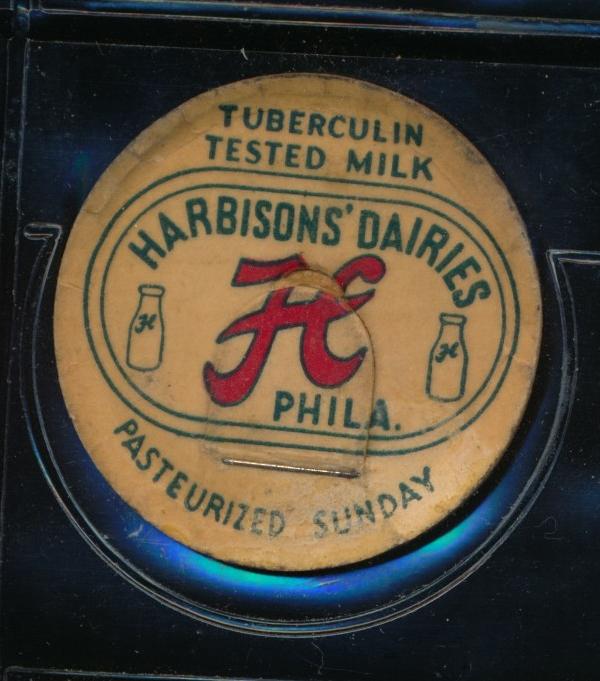 TUBERCULIN
TESTED MILK
HARBISONS' DAIRIES
H
H
H
PHILA.
PASTEURIZED SUNDAY